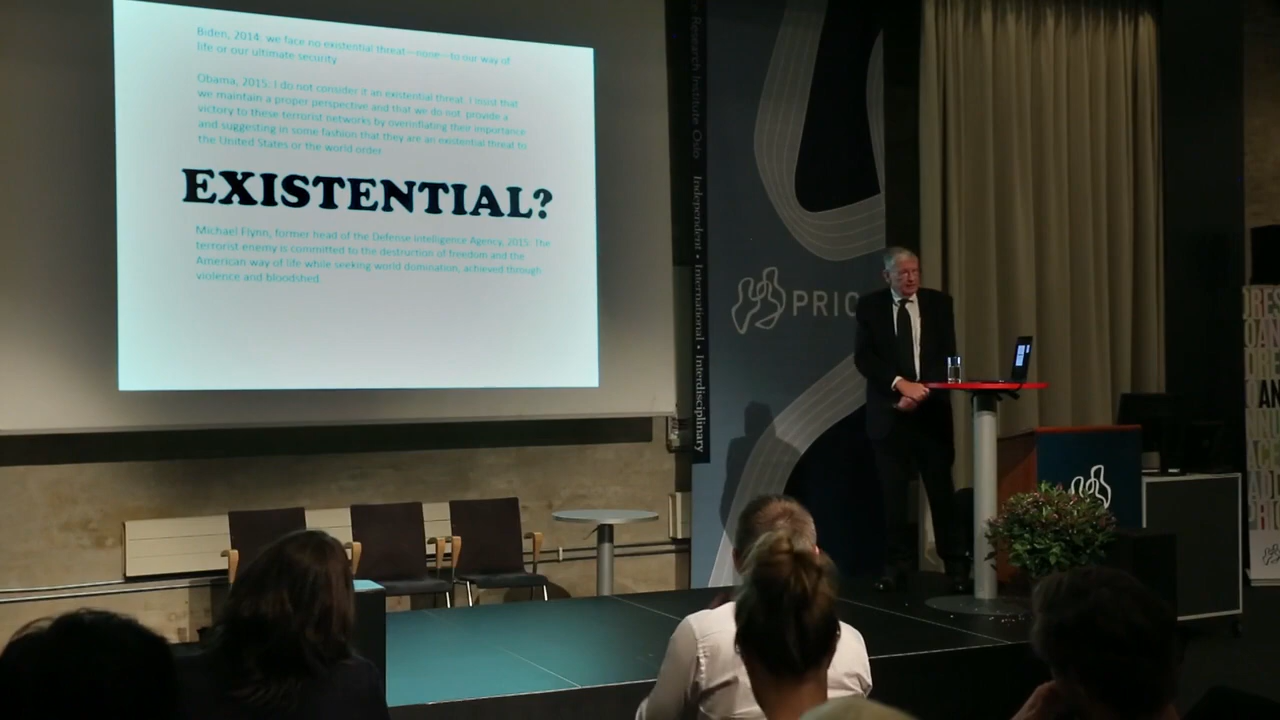 Biden, 2014: we face no existential threat—none—to our way of
life or our ultimate security
Obama, 2015: I do not consider it an existential threat. I insist that
we maintain a proper perspective and that we do not provide a
victory to these terrorist networks by overinflating their importance
and suggesting in some fashion that they are an existential threat to
the United States or the world order
EXISTENTIAL?
Michael Flynn, former head of the Defense Intelligence Agency, 2015: The
terrorist enemy is committed to the destruction of freedom and the
American way of life while seeking world domination, achieved through
violence and bloodshed
Research Institute Oslo
Independent • International • Interdisciplinary
PRIO